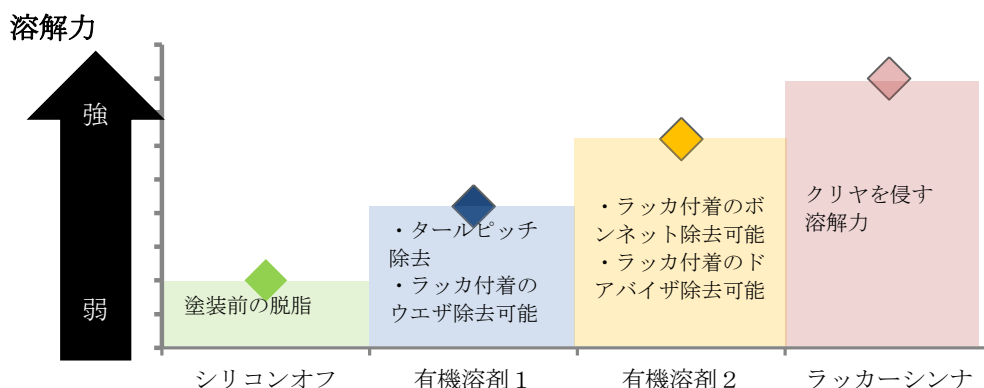 溶解力
強
弱
塗装前の脱脂
・タールピッチ
除去
・ラッカ付着の
ウエザ除去可能
・ラッカ付着のボ
ンネット除去可能
・ラッカ付着のド
アバイザ除去可能
クリヤを侵す
溶解力
シリコンオフ
有機溶剤１
有機溶剤２
ラッカーシンナ